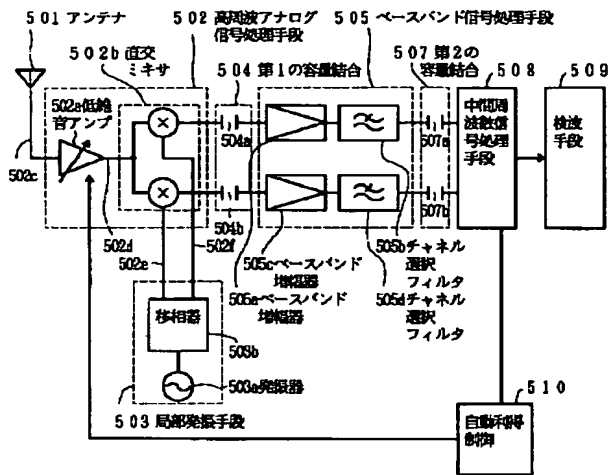 501 アンテナ
502 高周波アナログ
信号処理手段
505 ベースバンド信号処理手段
502b 直交
ミキサ
504 第1の容量結合
507 第2の
容量結合
508
509
502a低雑
音アンプ
504a
507a
中間周
波数信
号処理
手段
検波
手段
502c
502d
504b
502f
502e
507b
505b チャネル
選択
フィルタ
505c ベースバンド
増幅器
505a ベースバンド
増幅器
505d チャネル
選択
フィルタ
移相器
503b
503a 発振器
503 局部発振手段
510
自動利得
制御